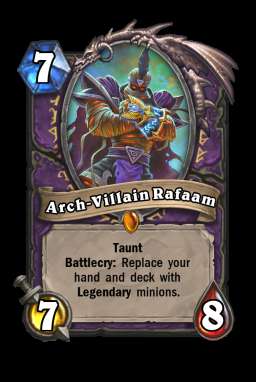 7
Arch-Villain Rafaam
Taunt
Battlecry: Replace your
hand and deck with
Legendary minions.
7
8